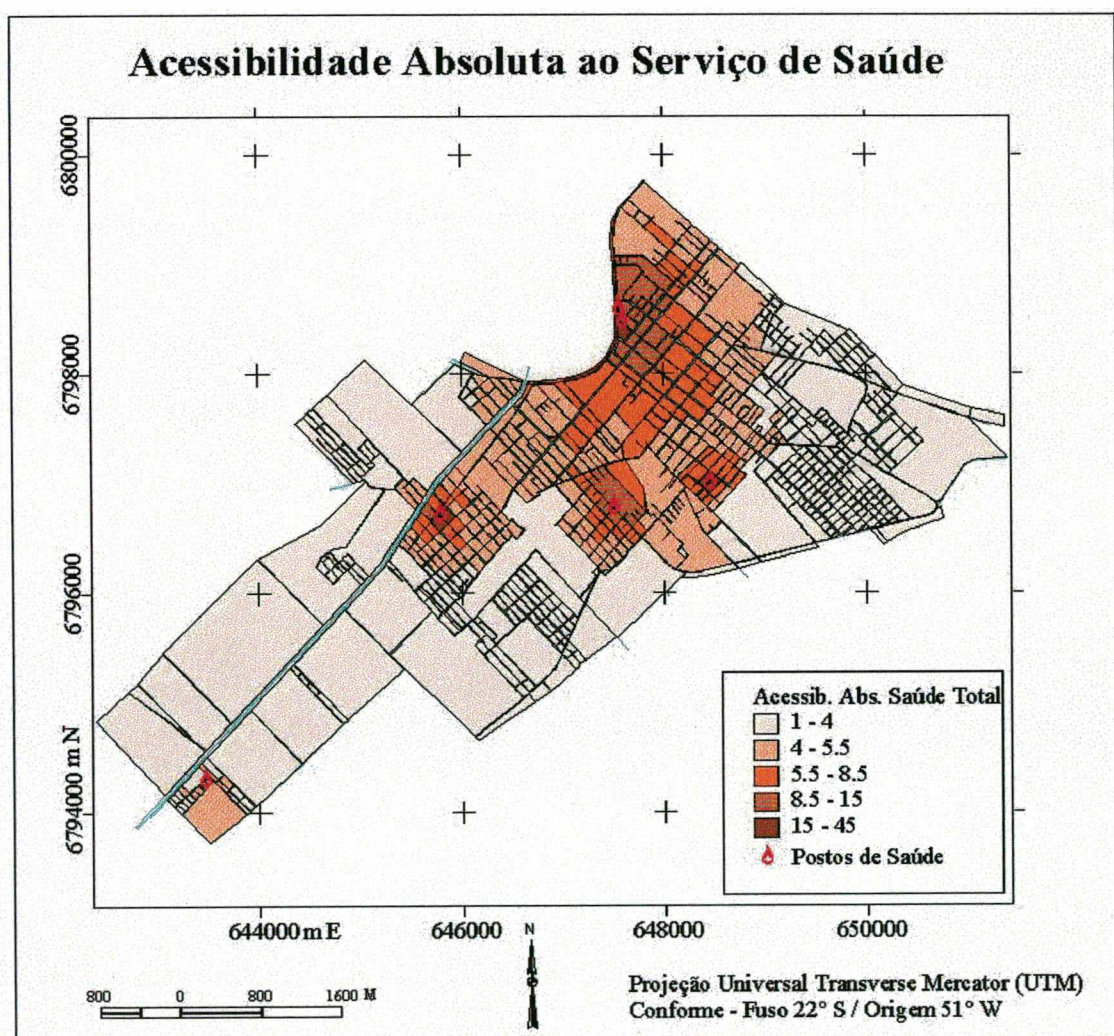 Acessibilidade Absoluta ao Serviço de Saúde
6800000
6798000
6796000
6794000 m N
644000 m E
646000
648000
650000
Acessib. Abs. Saúde Total
1 - 4
4 - 5.5
5.5 - 8.5
8.5 - 15
15 - 45
Postos de Saúde
N
800
0
800
1600 M
Projeção Universal Transverse Mercator (UTM)
Conforme - Fuso 22° S / Origem 51° W